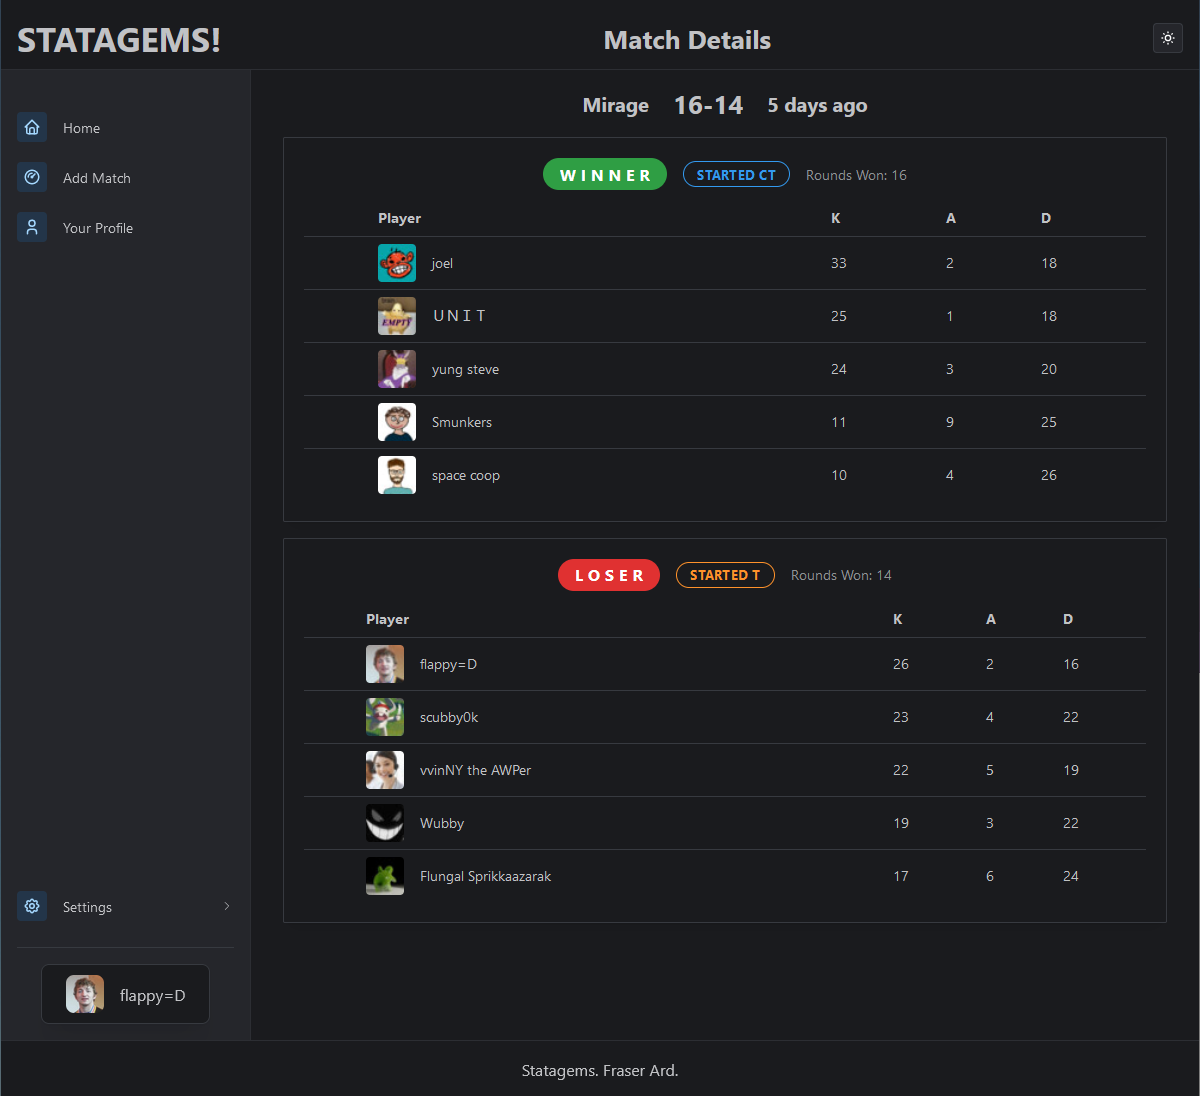 STATAGEMS!
Match Details
Home
Add Match
Your Profile
Settings
flappy=D
Mirage 16-14 5 days ago
WINNER STARTED CT Rounds Won: 16
Player K A D
joel 33 2 18
EMPTY
U N I T 25 1 18
yung steve 24 3 20
Smunkers 11 9 25
space coop 10 4 26
LOSER STARTED T Rounds Won: 14
Player K A D
flappy=D 26 2 16
scubby0k 23 4 22
vvinNY the AWPer 22 5 19
Wubby 19 3 22
Flungal Sprikkaazarak 17 6 24
Statagems. Fraser Ard.